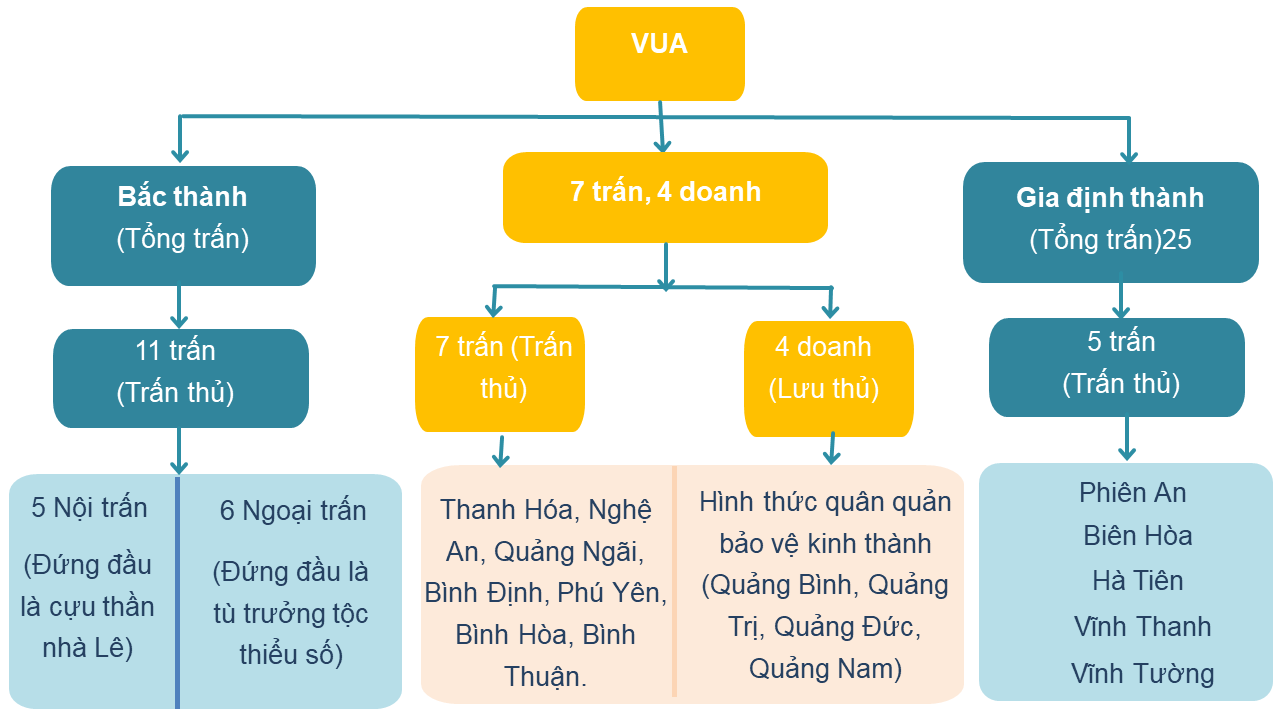 VUA
Bắc thành
(Tổng trấn)
7 trấn, 4 doanh
Gia định thành
(Tổng trấn)25
11 trấn
(Trấn thủ)
7 trấn (Trấn
thủ)
4 doanh
(Lưu thủ)
5 trấn
(Trấn thủ)
5 Nội trấn
(Đứng đầu
là cựu thần
nhà Lê)
6 Ngoại trấn
(Đứng đầu là
tù trưởng tộc
thiểu số)
Thanh Hóa, Nghệ
An, Quảng Ngãi,
Bình Định, Phú Yên,
Bình Hòa, Bình
Thuận.
Hình thức quân quản
bảo vệ kinh thành
(Quảng Bình, Quảng
Trị, Quảng Đức,
Quảng Nam)
Phiên An
Biên Hòa
Hà Tiên
Vĩnh Thanh
Vĩnh Tường